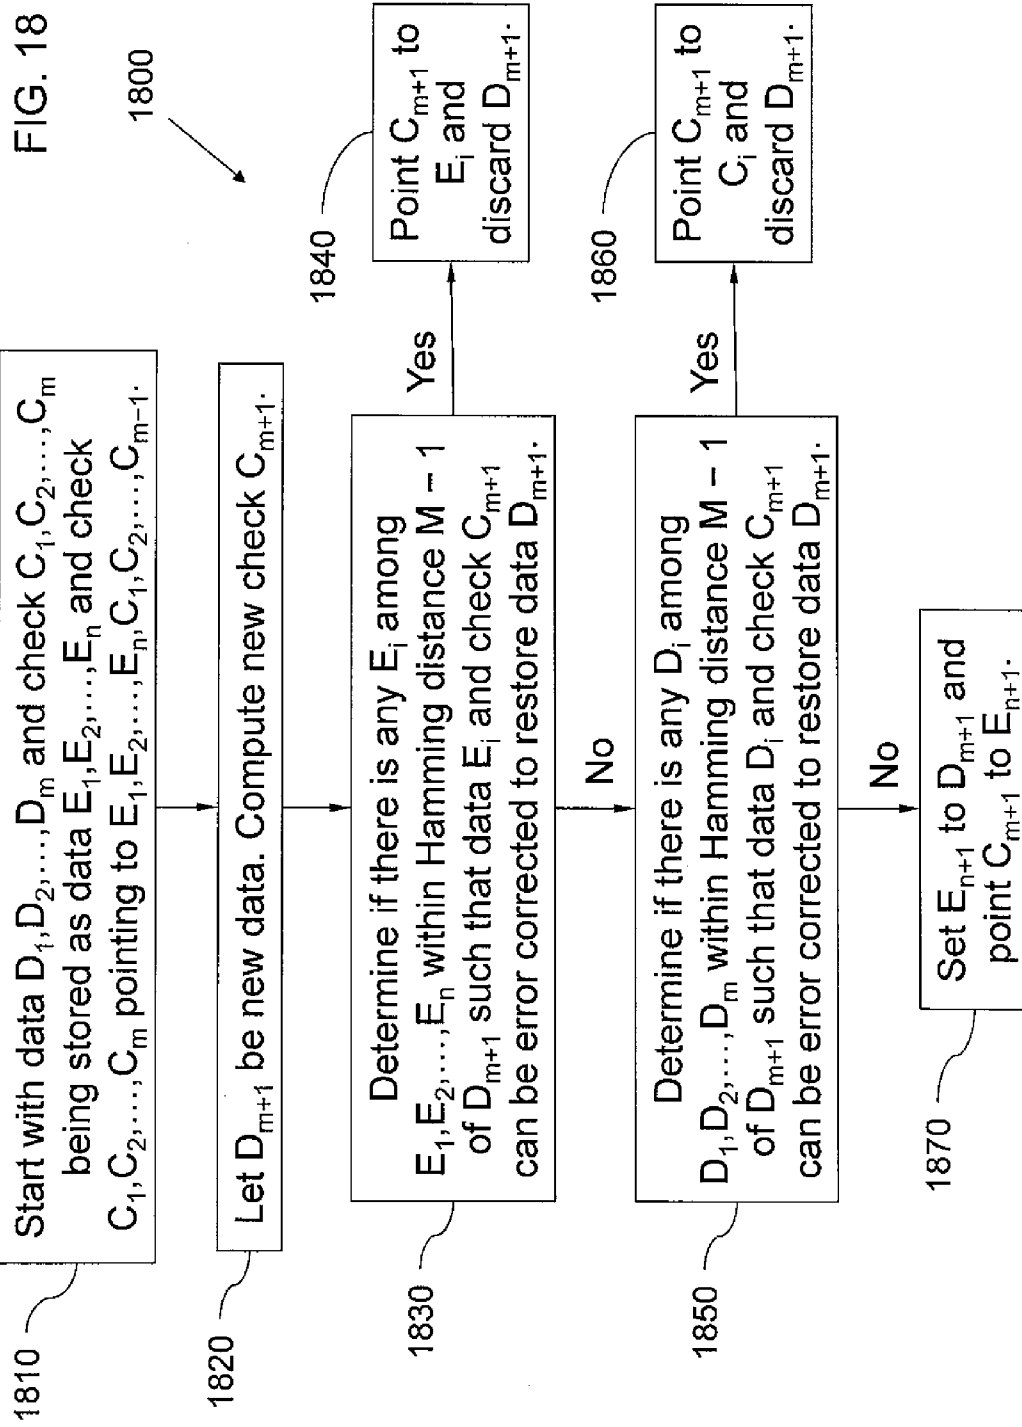 FIG. 18
1800
1810
Start with data D₁,D₂,...,Dₘ and check C₁,C₂,...,Cₘ
being stored as data E₁,E₂,...,Eₙ and check
C₁,C₂,...,Cₘ pointing to E₁,E₂,...,Eₙ,C₁,C₂,...,Cₘ₋₁.
1820
Let Dₘ₊₁ be new data. Compute new check Cₘ₊₁.
1830
Determine if there is any Eᵢ among
E₁,E₂,...,Eₙ within Hamming distance M – 1
of Dₘ₊₁ such that data Eᵢ and check Cₘ₊₁
can be error corrected to restore data Dₘ₊₁.
Yes
1840
Point Cₘ₊₁ to
Eᵢ and
discard Dₘ₊₁.
No
1850
Determine if there is any Dᵢ among
D₁,D₂,...,Dₘ within Hamming distance M – 1
of Dₘ₊₁ such that data Dᵢ and check Cₘ₊₁
can be error corrected to restore data Dₘ₊₁.
Yes
1860
Point Cₘ₊₁ to
Cᵢ and
discard Dₘ₊₁.
No
1870
Set Eₙ₊₁ to Dₘ₊₁ and
point Cₘ₊₁ to Eₙ₊₁.